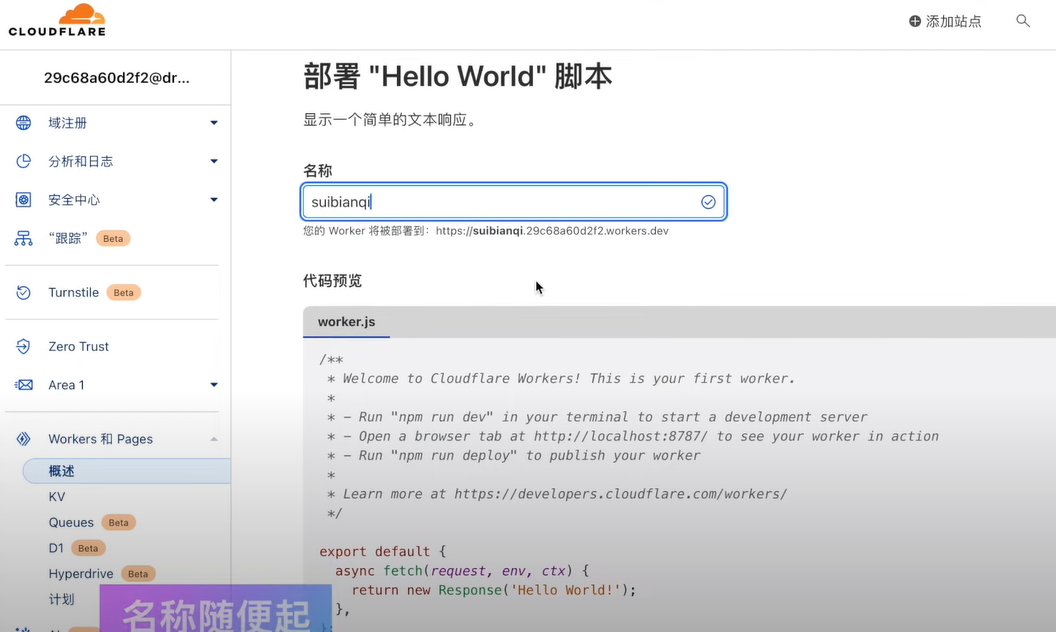 CLOUDFLARE
添加站点
29c68a60d2f2@dr...
域注册
分析和日志
安全中心
“跟踪” Beta
Turnstile Beta
Zero Trust
Area 1
Workers 和 Pages
概述
KV
Queues Beta
D1 Beta
Hyperdrive Beta
计划
部署 "Hello World" 脚本
显示一个简单的文本响应。
名称
suibianqi
您的 Worker 将被部署到：https://suibianqi.29c68a60d2f2.workers.dev
代码预览
worker.js
/**
* Welcome to Cloudflare Workers! This is your first worker.
*
* - Run "npm run dev" in your terminal to start a development server
* - Open a browser tab at http://localhost:8787/ to see your worker in action
* - Run "npm run deploy" to publish your worker
*
* Learn more at https://developers.cloudflare.com/workers/
*/
export default {
async fetch(request, env, ctx) {
return new Response('Hello World!');
},
名称随便起